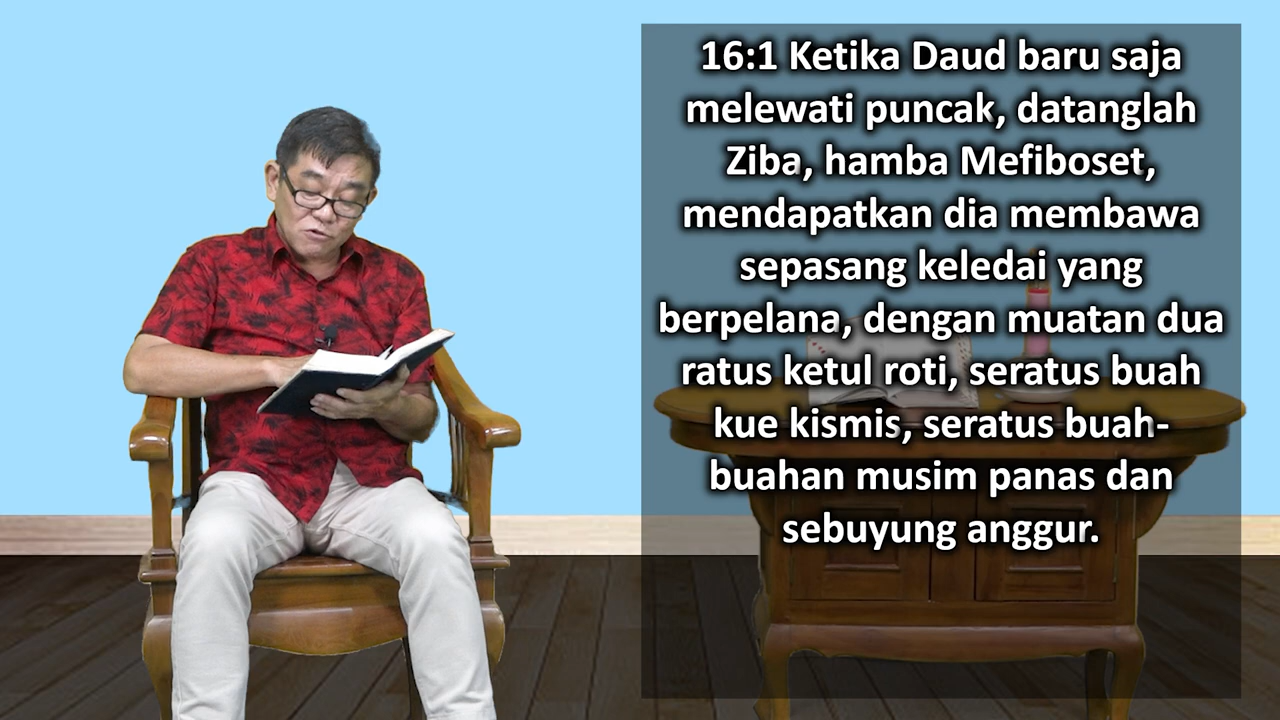 16:1 Ketika Daud baru saja
melewati puncak, datanglah
Ziba, hamba Mefiboset,
mendapatkan dia membawa
sepasang keledai yang
berpelana, dengan muatan dua
ratus ketul roti, seratus buah
kue kismis, seratus buah-
buahan musim panas dan
sebuyung anggur.